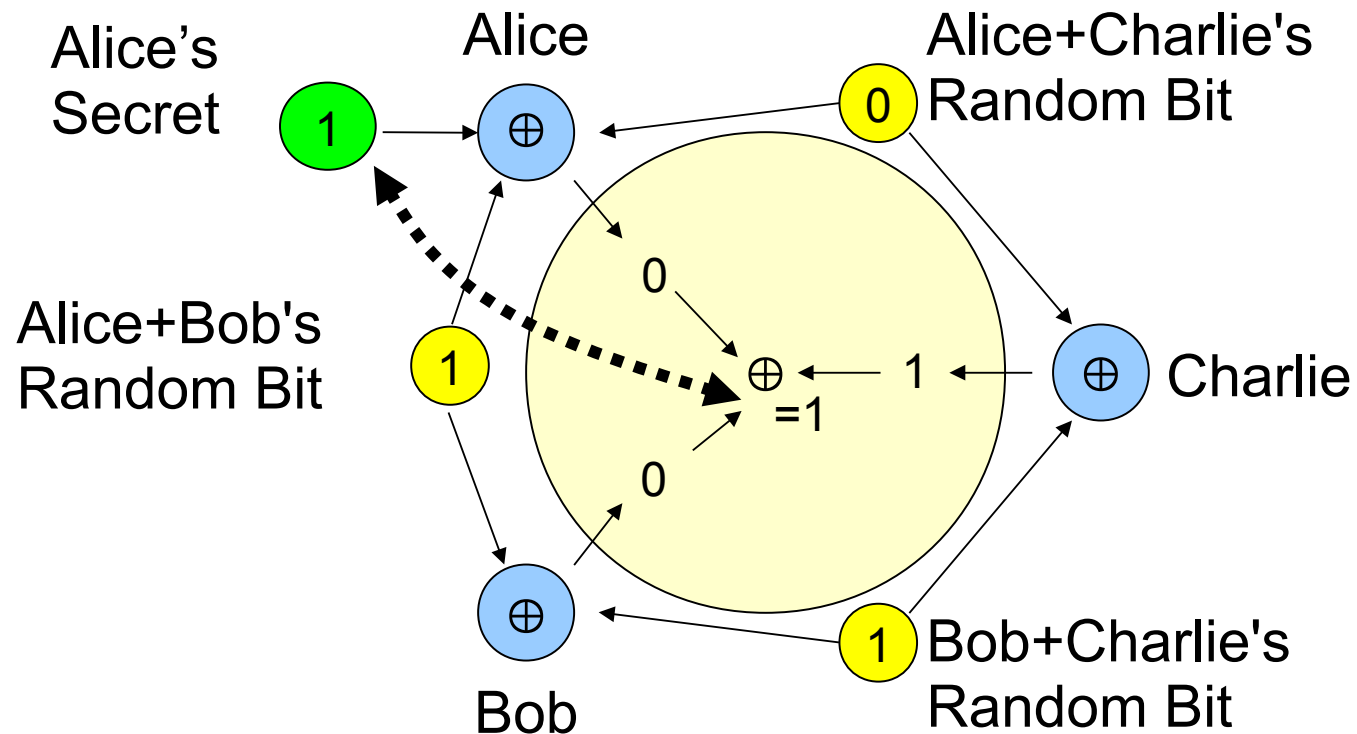 Alice's
Secret
1
Alice
⊕
0
Alice+Charlie's
Random Bit
0
Alice+Bob's
Random Bit
1
⊕
=1
1
⊕
Charlie
0
⊕
Bob
1
Bob+Charlie's
Random Bit